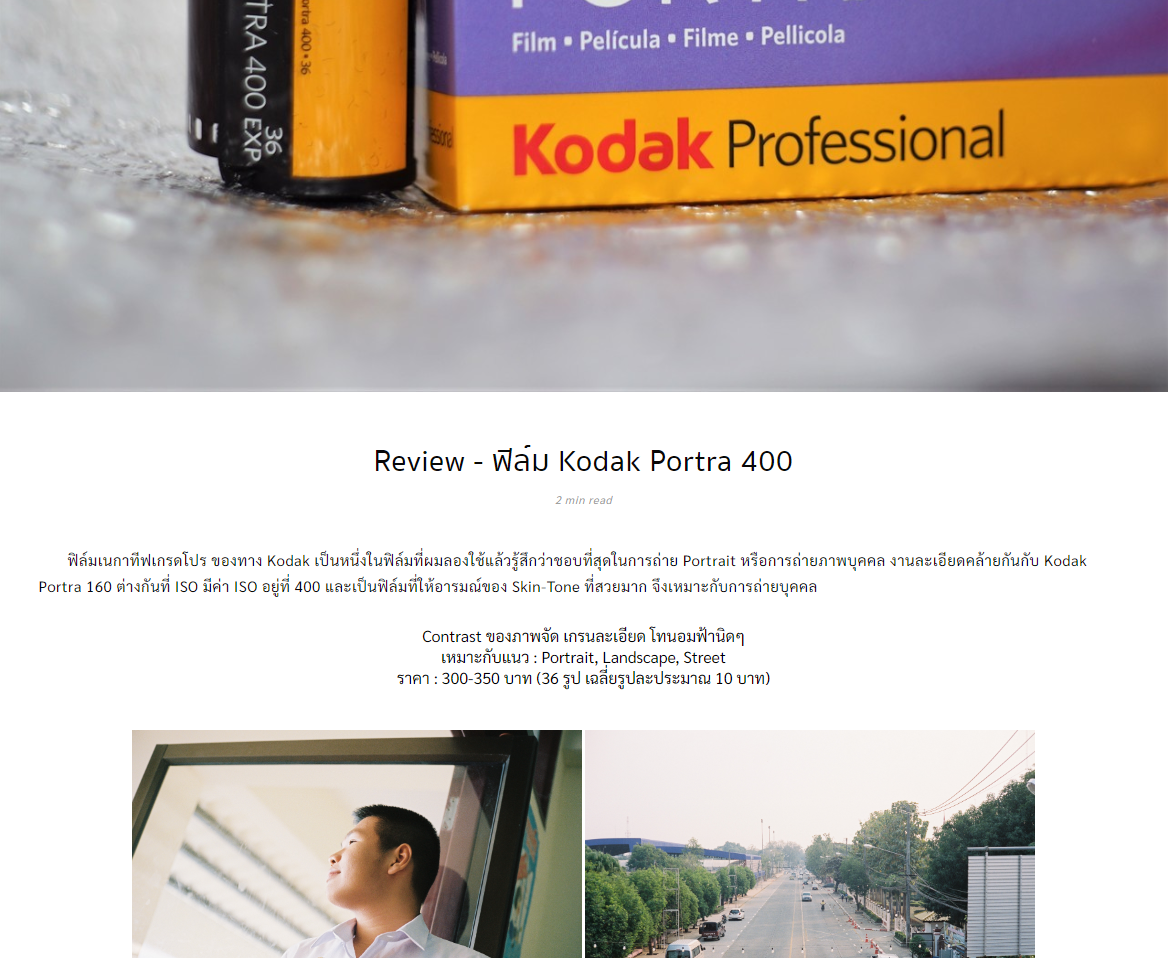 TRA 400 EXP
36
ortra 400 • 36
Film • Película • Filme • Pellicola
Kodak Professional
Review - ฟิล์ม Kodak Portra 400
2 min read
ฟิล์มเนกาทีฟเกรดโปร ของทาง Kodak เป็นหนึ่งในฟิล์มที่ผมลองใช้แล้วรู้สึกว่าชอบที่สุดในการถ่าย Portrait หรือการถ่ายภาพบุคคล งานละเอียดคล้ายกันกับ Kodak
Portra 160 ต่างกันที่ ISO มีค่า ISO อยู่ที่ 400 และเป็นฟิล์มที่ให้อารมณ์ของ Skin-Tone ที่สวยมาก จึงเหมาะกับการถ่ายบุคคล
Contrast ของภาพจัด เกรนละเอียด โทนอมฟ้านิดๆ
เหมาะกับแนว : Portrait, Landscape, Street
ราคา : 300-350 บาท (36 รูป เฉลี่ยรูปละประมาณ 10 บาท)